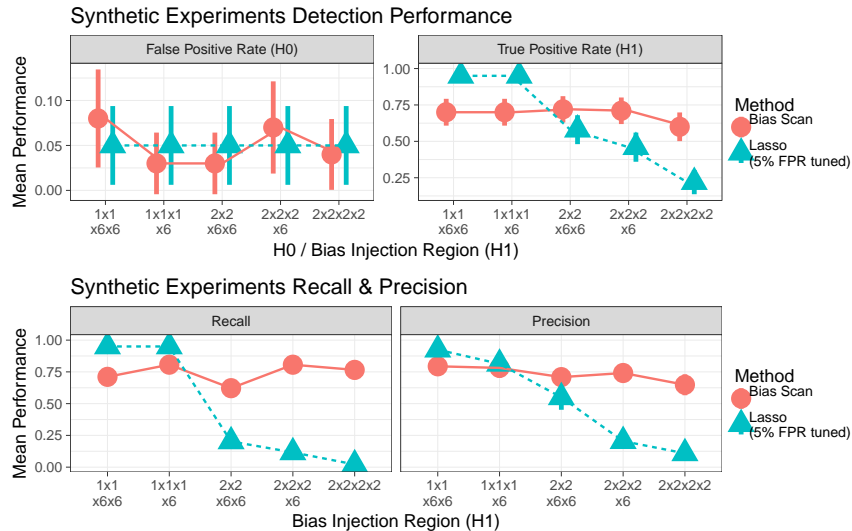 Synthetic Experiments Detection Performance
False Positive Rate (H0)
True Positive Rate (H1)
Mean Performance
0.10
0.05
0.00
1.00
0.75
0.50
0.25
1x1
x6x6
1x1x1
x6
2x2
x6x6
2x2x2
x6
2x2x2x2
1x1
x6x6
1x1x1
x6
2x2
x6x6
2x2x2
x6
2x2x2x2
H0 / Bias Injection Region (H1)
Method
Bias Scan
Lasso
(5% FPR tuned)
Synthetic Experiments Recall & Precision
Recall
Precision
Mean Performance
1.00
0.75
0.50
0.25
0.00
1x1
x6x6
1x1x1
x6
2x2
x6x6
2x2x2
x6
2x2x2x2
1x1
x6x6
1x1x1
x6
2x2
x6x6
2x2x2
x6
2x2x2x2
Bias Injection Region (H1)
Method
Bias Scan
Lasso
(5% FPR tuned)